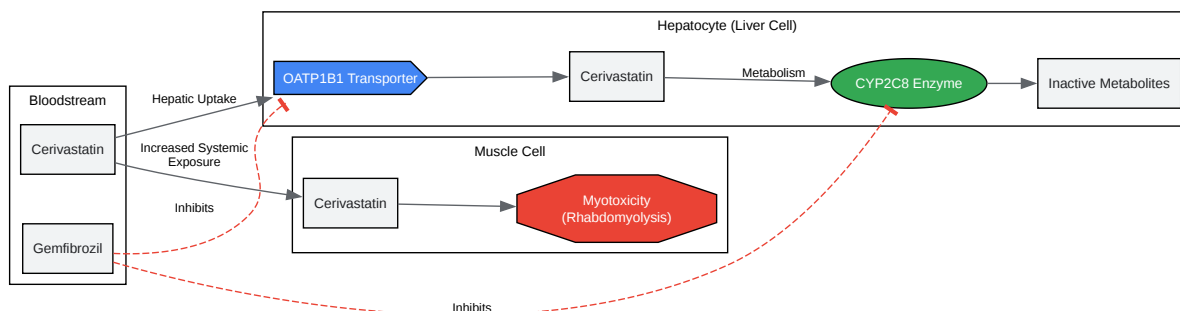 Hepatocyte (Liver Cell)
OATP1B1 Transporter
Cerivastatin
Metabolism
CYP2C8 Enzyme
Inactive Metabolites
Bloodstream
Hepatic Uptake
Cerivastatin
Increased Systemic
Exposure
Muscle Cell
Cerivastatin
Myotoxicity
(Rhabdomyolysis)
Inhibits
Gemfibrozil
Inhibits